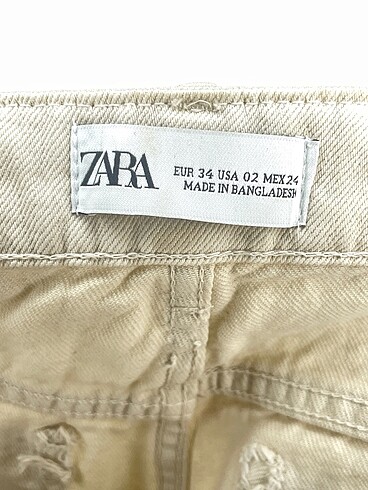 ZARA
EUR 34 USA 02 MEX 24
MADE IN BANGLADESH